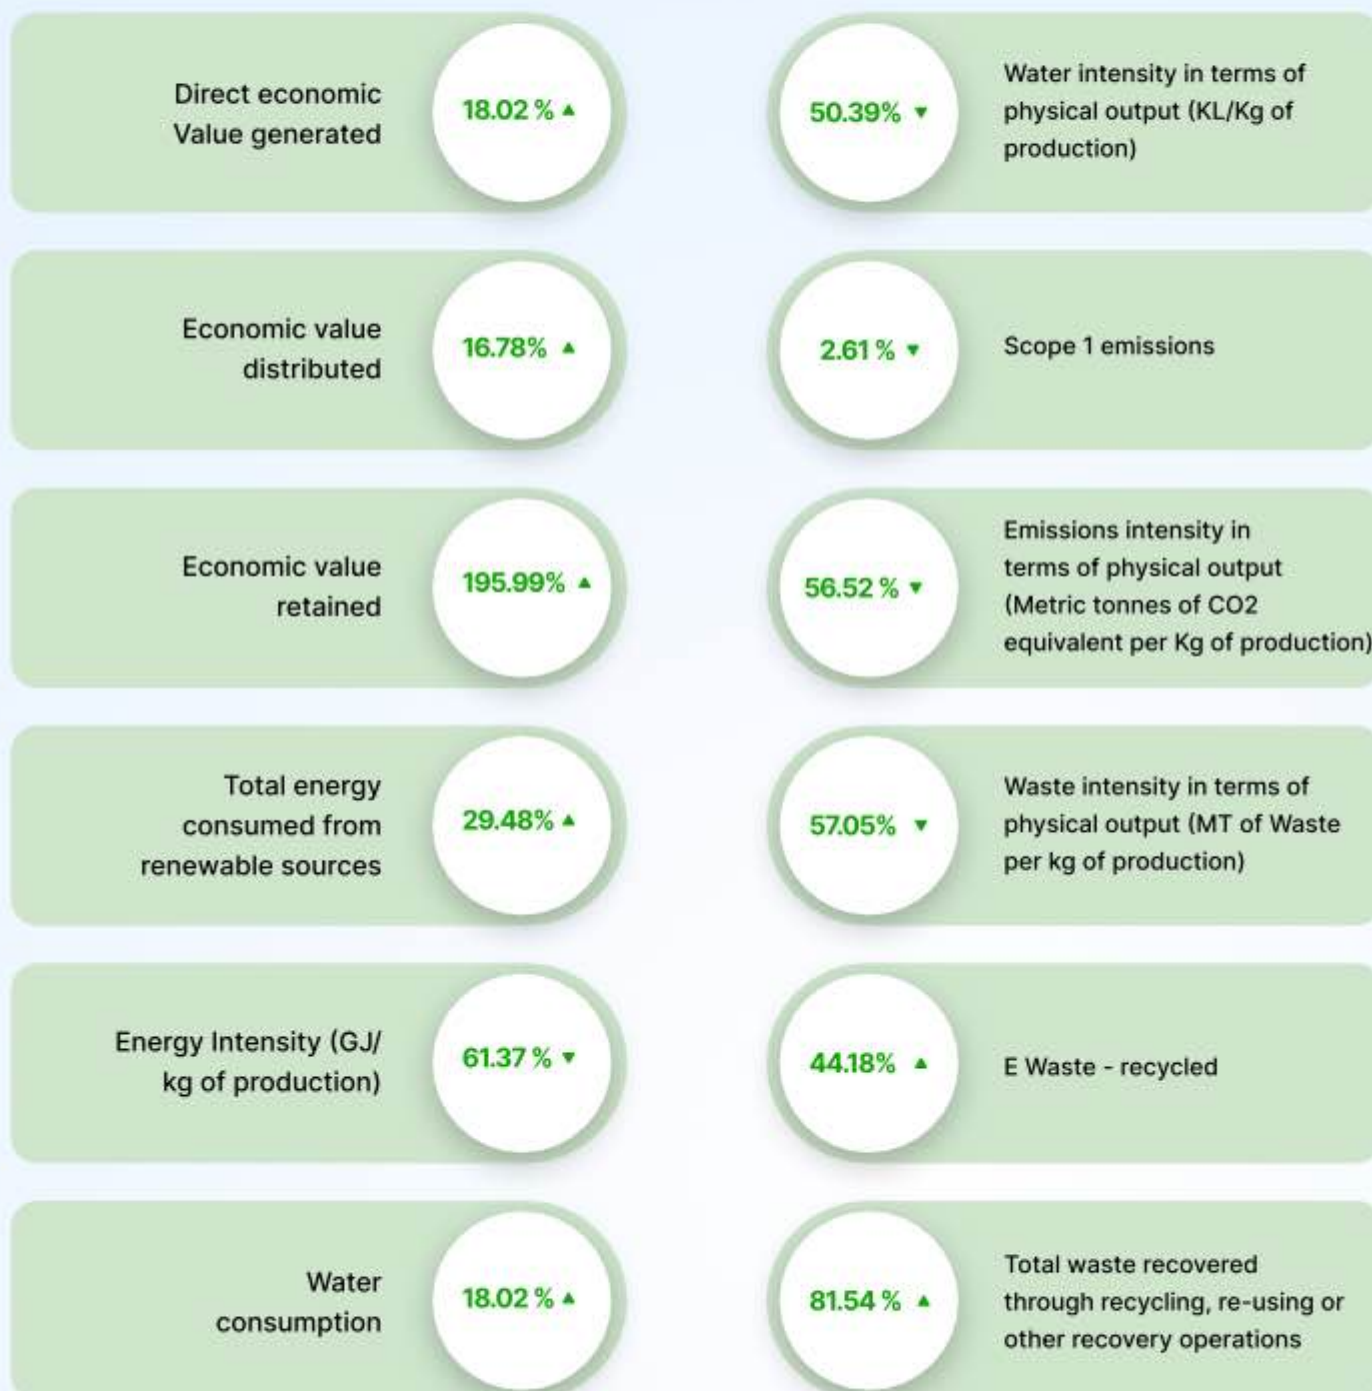 Direct economic
Value generated
18.02 % ▲
50.39% ▼
Water intensity in terms of
physical output (KL/Kg of
production)
Economic value
distributed
16.78% ▲
2.61 % ▼
Scope 1 emissions
Economic value
retained
195.99% ▲
56.52 % ▼
Emissions intensity in
terms of physical output
(Metric tonnes of CO2
equivalent per Kg of production)
Total energy
consumed from
renewable sources
29.48% ▲
57.05% ▼
Waste intensity in terms of
physical output (MT of Waste
per kg of production)
Energy Intensity (GJ/
kg of production)
61.37 % ▼
44.18% ▲
E Waste - recycled
Water
consumption
18.02 % ▲
81.54 % ▲
Total waste recovered
through recycling, re-using or
other recovery operations